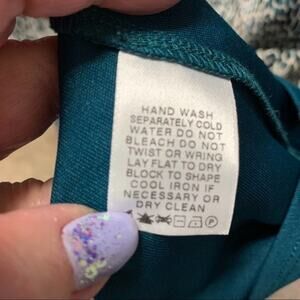 HAND WASH
SEPARATELY COLD
WATER DO NOT
BLEACH DO NOT
TWIST OR WRING
LAY FLAT TO DRY
BLOCK TO SHAPE
COOL IRON IF
NECESSARY OR
DRY CLEAN
P